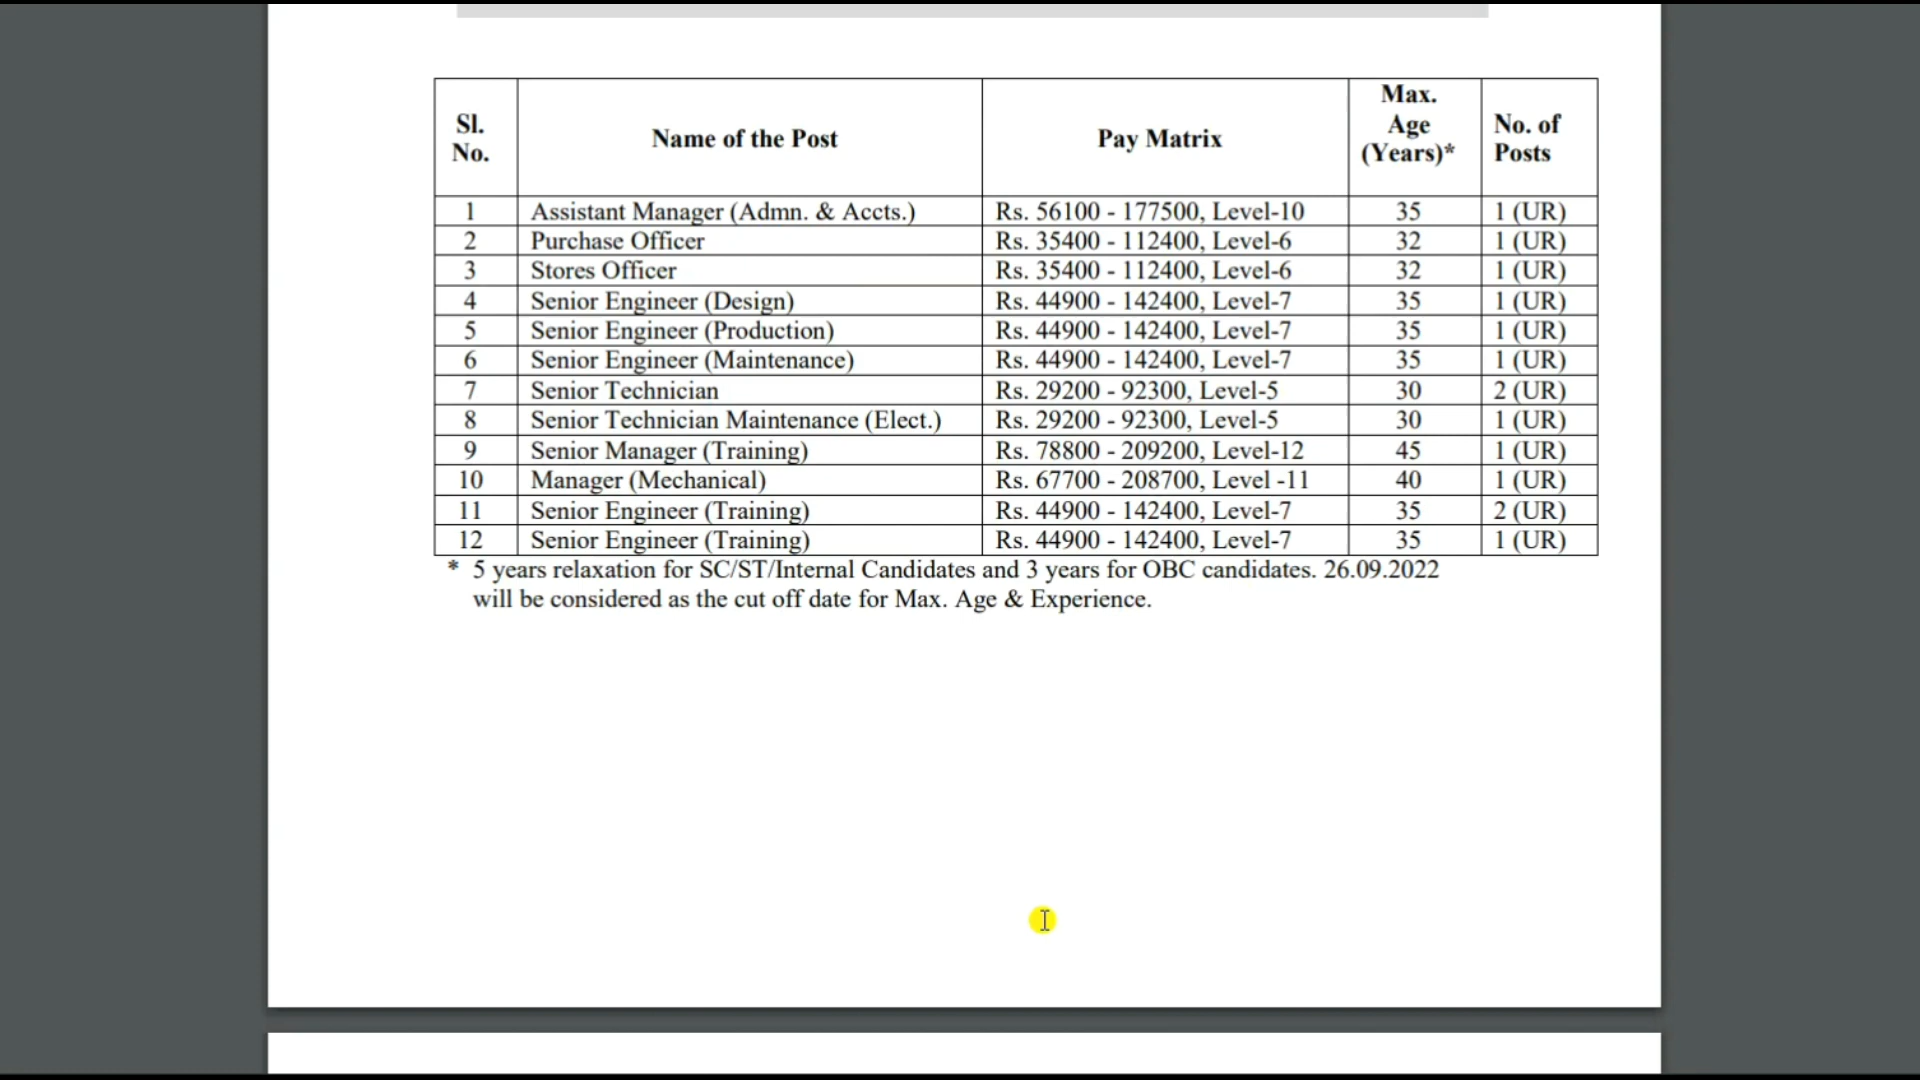 Sl. No. Name of the Post Pay Matrix Max. Age (Years)* No. of Posts
1 Assistant Manager (Admn. & Accts.) Rs. 56100 - 177500, Level-10 35 1 (UR)
2 Purchase Officer Rs. 35400 - 112400, Level-6 32 1 (UR)
3 Stores Officer Rs. 35400 - 112400, Level-6 32 1 (UR)
4 Senior Engineer (Design) Rs. 44900 - 142400, Level-7 35 1 (UR)
5 Senior Engineer (Production) Rs. 44900 - 142400, Level-7 35 1 (UR)
6 Senior Engineer (Maintenance) Rs. 44900 - 142400, Level-7 35 1 (UR)
7 Senior Technician Rs. 29200 - 92300, Level-5 30 2 (UR)
8 Senior Technician Maintenance (Elect.) Rs. 29200 - 92300, Level-5 30 1 (UR)
9 Senior Manager (Training) Rs. 78800 - 209200, Level-12 45 1 (UR)
10 Manager (Mechanical) Rs. 67700 - 208700, Level -11 40 1 (UR)
11 Senior Engineer (Training) Rs. 44900 - 142400, Level-7 35 2 (UR)
12 Senior Engineer (Training) Rs. 44900 - 142400, Level-7 35 1 (UR)
* 5 years relaxation for SC/ST/Internal Candidates and 3 years for OBC candidates. 26.09.2022
will be considered as the cut off date for Max. Age & Experience.